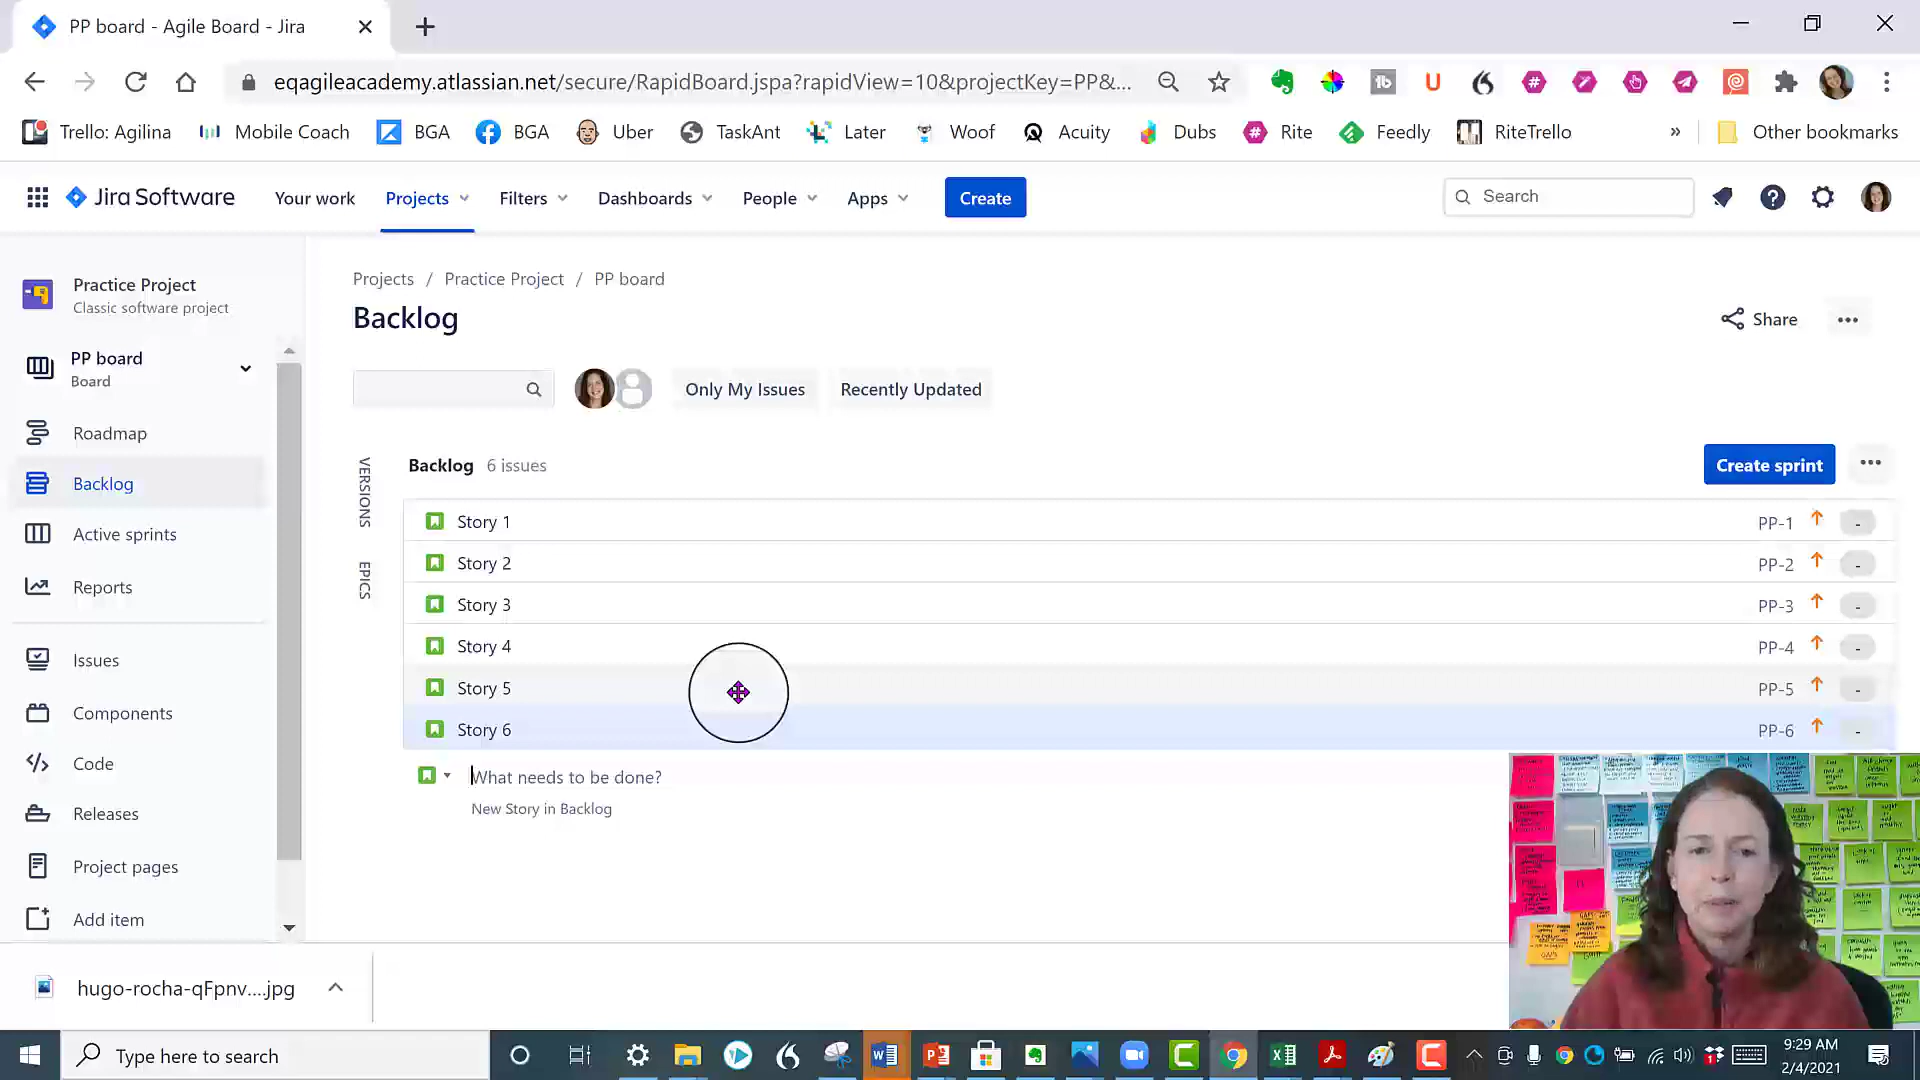 PP board - Agile Board - Jira
eqagileacademy.atlassian.net/secure/RapidBoard.jspa?rapidView=10&projectKey=PP&...
Trello: Agilina Mobile Coach BGA BGA Uber TaskAnt Later Woof Acuity Dubs Rite Feedly RiteTrello » Other bookmarks
Jira Software Your work Projects Filters Dashboards People Apps Create Search
Practice Project
Classic software project
PP board
Board
Roadmap
Backlog
Active sprints
Reports
Issues
Components
Code
Releases
Project pages
Add item
Projects / Practice Project / PP board
Backlog
Share
Only My Issues Recently Updated
VERSIONS
EPICS
Backlog 6 issues Create sprint
Story 1 PP-1 -
Story 2 PP-2 -
Story 3 PP-3 -
Story 4 PP-4 -
Story 5 PP-5 -
Story 6 PP-6 -
What needs to be done?
New Story in Backlog
hugo-rocha-qFpnv....jpg
Type here to search
9:29 AM
2/4/2021